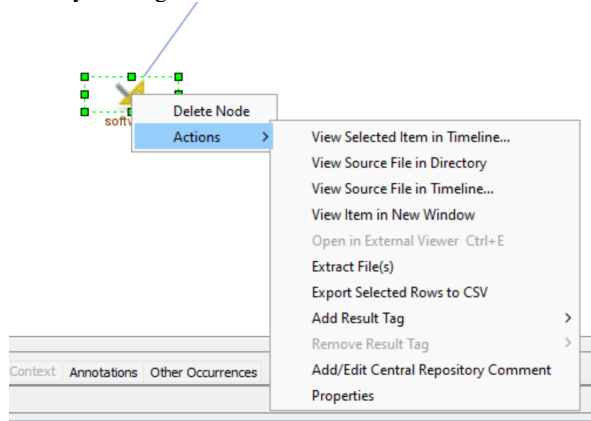 Delete Node
Actions
View Selected Item in Timeline...
View Source File in Directory
View Source File in Timeline...
View Item in New Window
Open in External Viewer Ctrl+E
Extract File(s)
Export Selected Rows to CSV
Add Result Tag
Remove Result Tag
Add/Edit Central Repository Comment
Properties
Context Annotations Other Occurrences